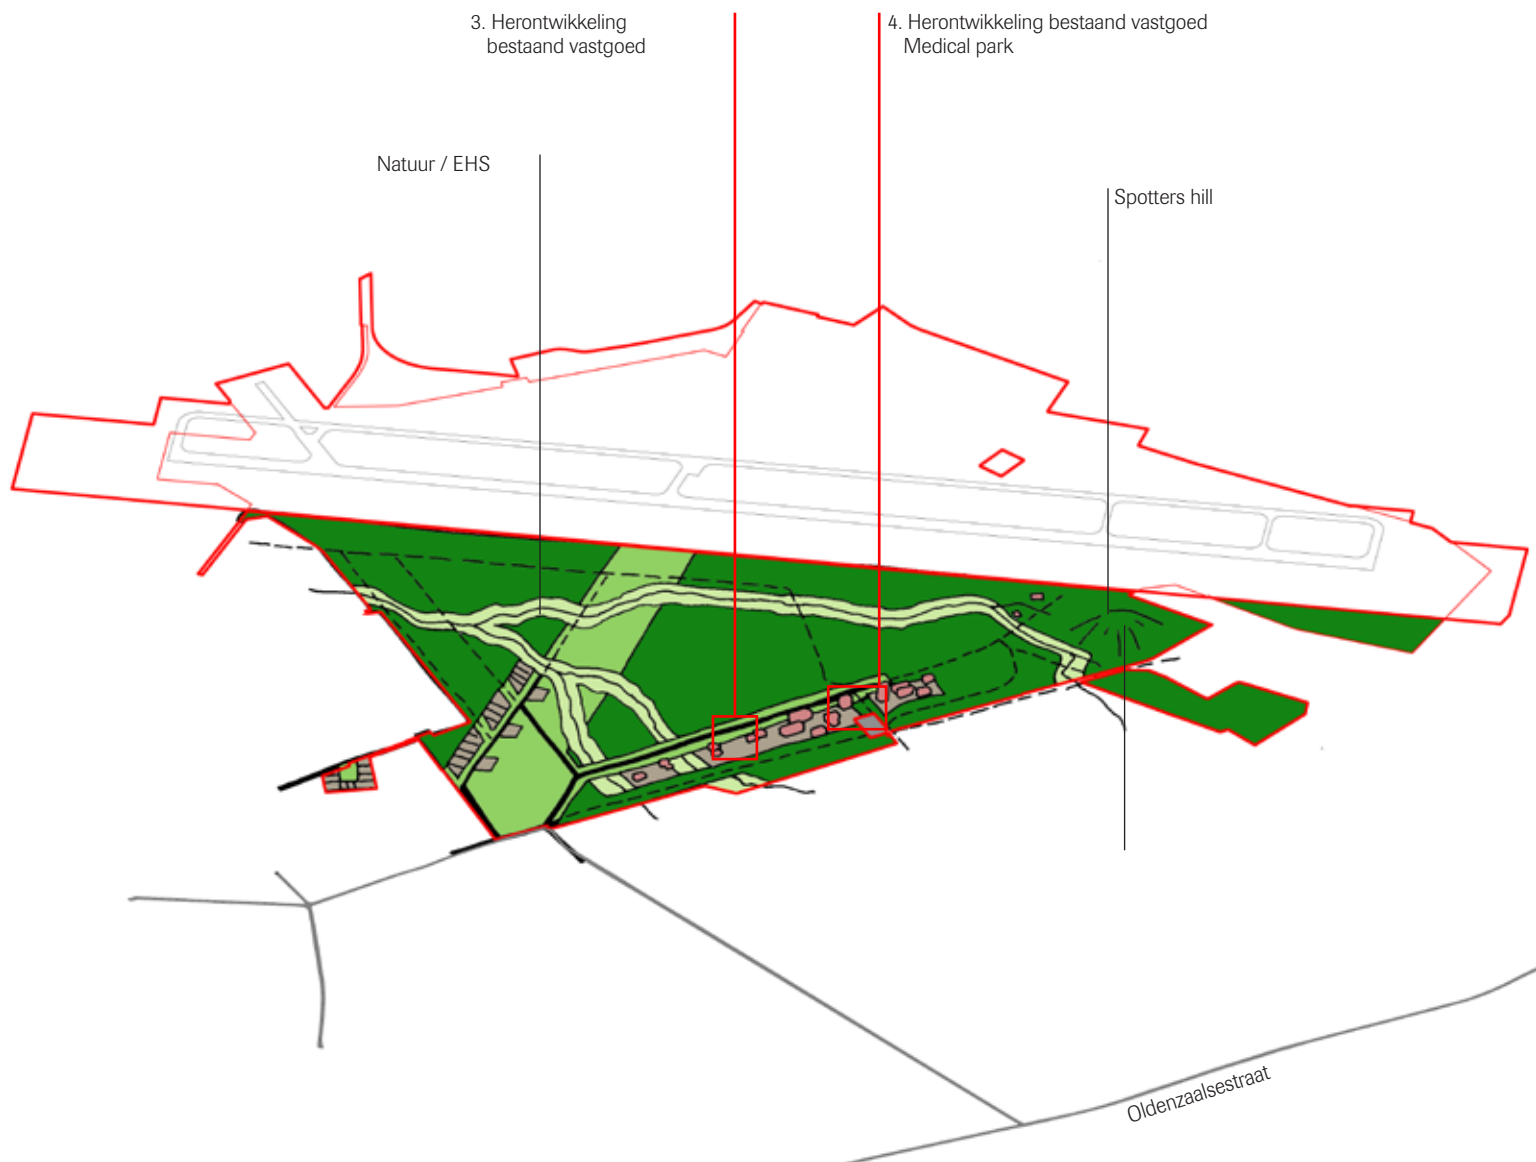 3. Herontwikkeling
bestaand vastgoed
4. Herontwikkeling bestaand vastgoed
Medical park
Natuur / EHS
Spotters hill
Oldenzaalsestraat